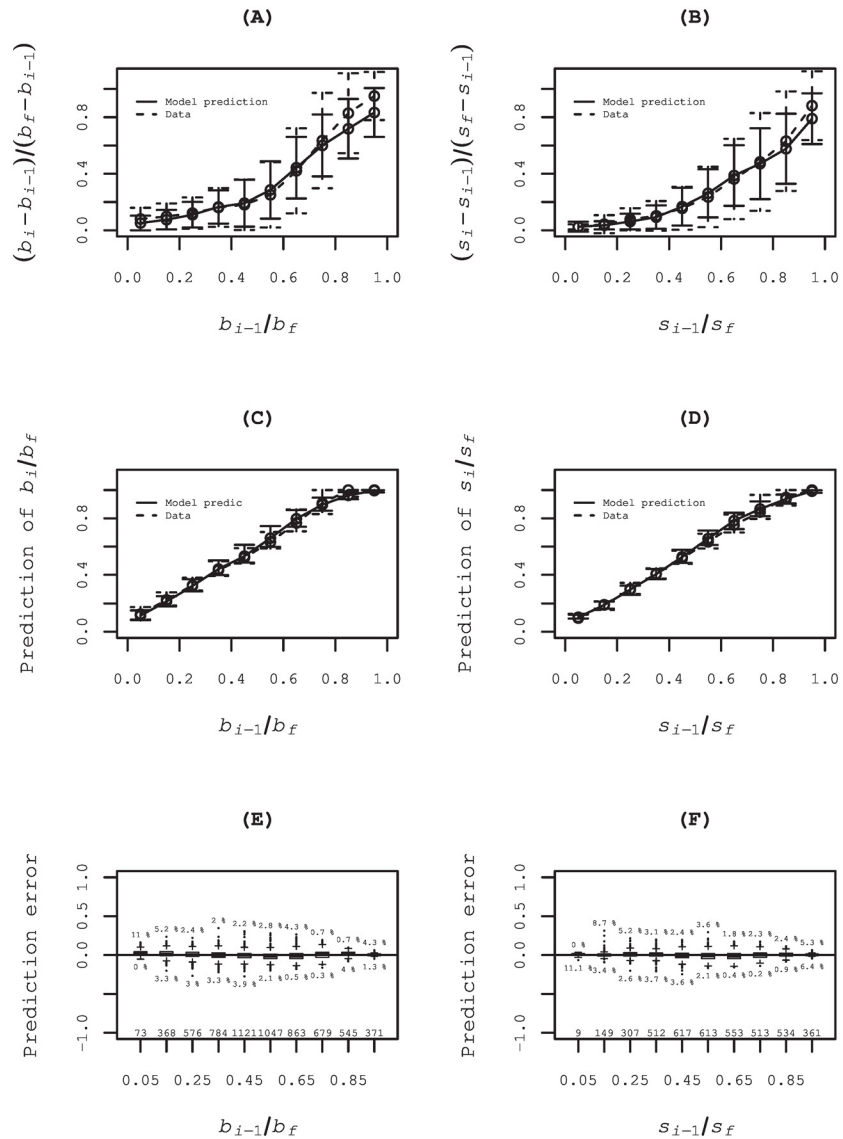 (A)
(b_{i-1}-b_{i-1})/(b_f-b_{i-1})
0.0 0.4 0.8
Model prediction
Data
0.0 0.2 0.4 0.6 0.8 1.0
b_{i-1}/b_f
(B)
(s_i-s_{i-1})/(s_f-s_{i-1})
0.0 0.4 0.8
Model prediction
Data
0.0 0.2 0.4 0.6 0.8 1.0
s_{i-1}/s_f
(C)
Prediction of b_i/b_f
0.0 0.4 0.8
Model predic
Data
0.0 0.2 0.4 0.6 0.8 1.0
b_{i-1}/b_f
(D)
Prediction of s_i/s_f
0.0 0.4 0.8
Model prediction
Data
0.0 0.2 0.4 0.6 0.8 1.0
s_{i-1}/s_f
(E)
Prediction error
-1.0 0.0 0.5 1.0
11 % 5.2 % 2.4 % 2 % 2.2 % 2.8 % 4.3 % 0.7 % 0.7 % 4.3 %
0 % 3.3 % 3 % 3.3 % 3.9 % 2.1 % 0.5 % 0.3 % 4 % 1.3 %
73 368 576 784 1121 1047 863 679 545 371
0.05 0.25 0.45 0.65 0.85
b_{i-1}/b_f
(F)
Prediction error
-1.0 0.0 0.5 1.0
0 % 8.7 % 5.2 % 3.1 % 2.4 % 3.6 % 1.8 % 2.3 % 2.4 % 5.3 %
11.1 % 3.4 % 2.6 % 3.7 % 3.6 % 2.1 % 0.4 % 0.2 % 0.9 % 6.4 %
9 149 307 512 617 613 553 513 534 361
0.05 0.25 0.45 0.65 0.85
s_{i-1}/s_f